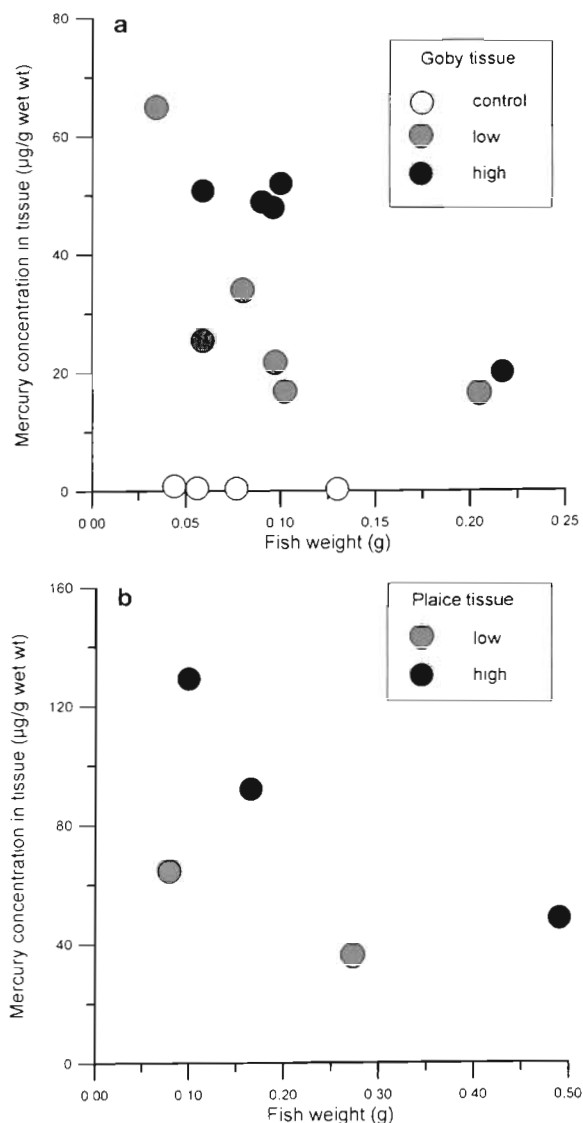 a
80
60
40
20
0
Mercury concentration in tissue (µg/g wet wt)
Goby tissue
control
low
high
0 00 0.05 0.10 0.15 0.20 0 25
Fish weight (g)
b
160
120
80
40
0
Mercury concentration in tissue (µg/g wet wt)
Plaice tissue
low
high
0 00 0.10 0.20 0.30 0.40 0.50
Fish weight (g)